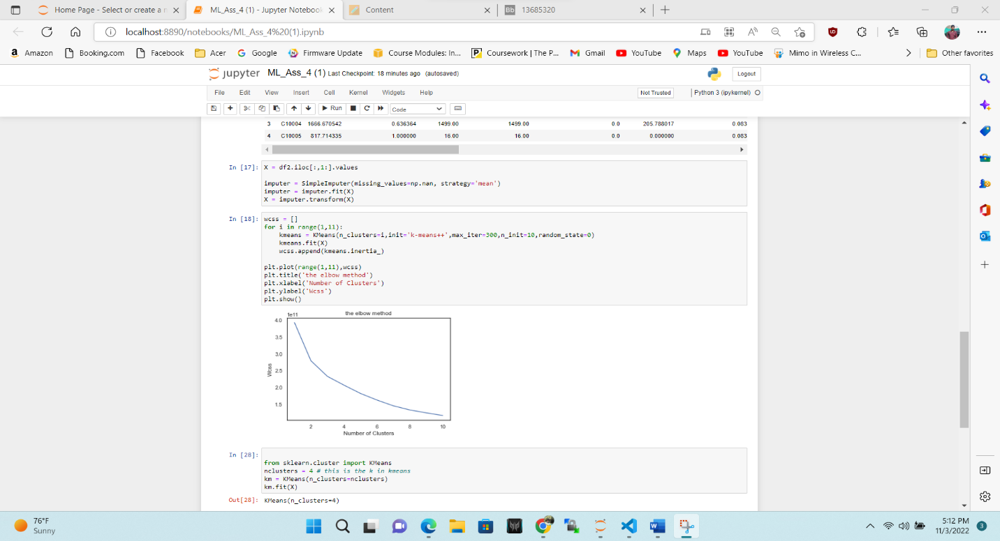 Home Page - Select or create a n
ML_Ass_4 (1) - Jupyter Notebook
Content
Bb 13685320
localhost:8890/notebooks/ML_Ass_4%20(1).ipynb
Amazon Booking.com Facebook Acer Google Firmware Update Course Modules: In... Coursework | The P... Gmail YouTube Maps YouTube Mimo in Wireless C... Other favorites
jupyter ML_Ass_4 (1) Last Checkpoint: 18 minutes ago (autosaved)
Logout
File Edit View Insert Cell Kernel Widgets Help
Not Trusted
Python 3 (ipykernel)
Run
Code
3 C10004 1666.670542 0.636364 1499.00 1499.00 0.0 205.788017 0.083
4 C10005 817.714335 1.000000 16.00 16.00 0.0 0.000000 0.083
In [17]: X = df2.iloc[:,1:].values
imputer = SimpleImputer(missing_values=np.nan, strategy='mean')
imputer = imputer.fit(X)
X = imputer.transform(X)
In [18]: wcss = []
for i in range(1,11):
kmeans = KMeans(n_clusters=i,init='k-means++',max_iter=300,n_init=10,random_state=0)
kmeans.fit(X)
wcss.append(kmeans.inertia_)
plt.plot(range(1,11),wcss)
plt.title('the elbow method')
plt.xlabel('Number of Clusters')
plt.ylabel('Wcss')
plt.show()
1e11
the elbow method
4.0
3.5
3.0
2.5
2.0
1.5
Wcss
2 4 6 8 10
Number of Clusters
In [28]:
from sklearn.cluster import KMeans
nclusters = 4 # this is the k in kmeans
km = KMeans(n_clusters=nclusters)
km.fit(X)
Out[28]: KMeans(n_clusters=4)
76°F
Sunny
5:12 PM
11/3/2022
3